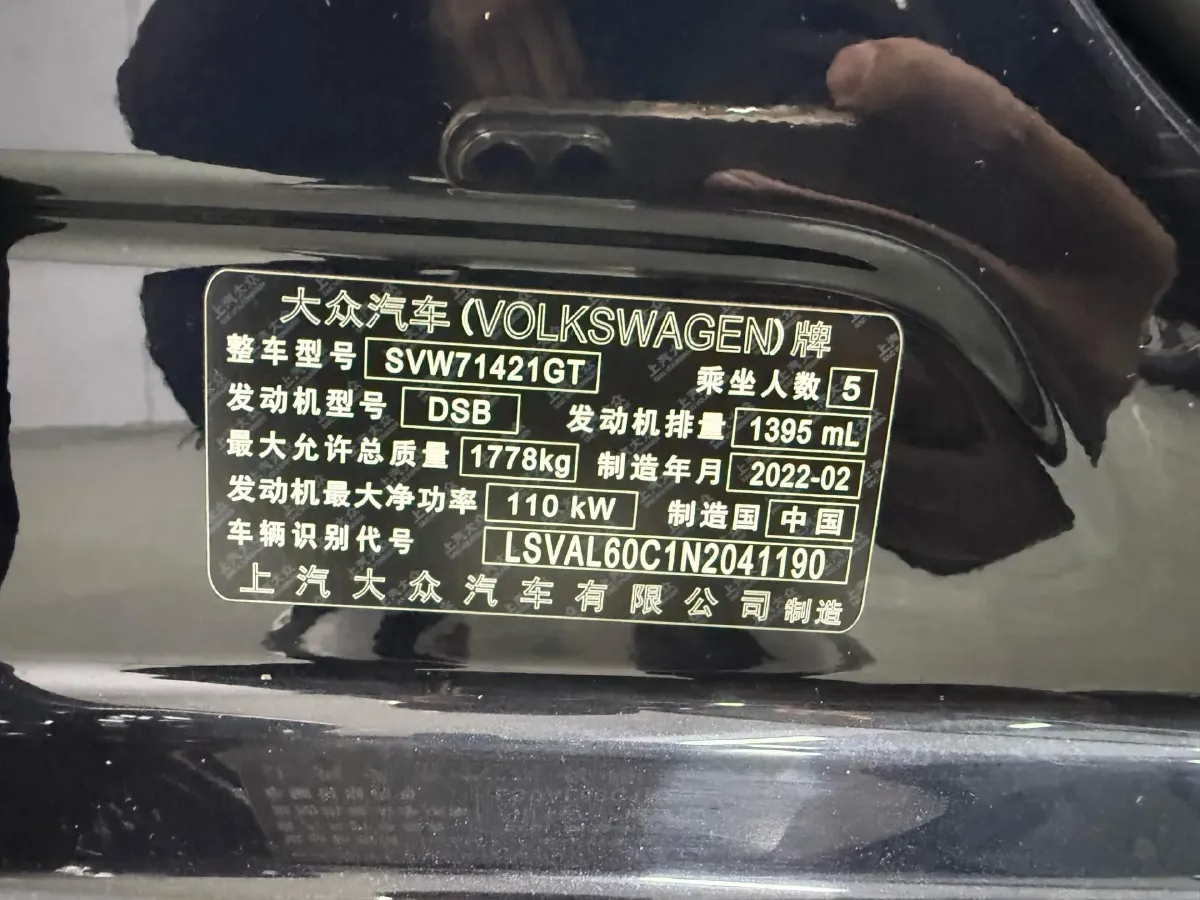 大众汽车(VOLKSWAGEN)牌
整车型号 SVW71421GT 乘坐人数 5
发动机型号 DSB 发动机排量 1395 mL
最大允许总质量 1778kg 制造年月 2022-02
发动机最大净功率 110 kW 制造国 中国
车辆识别代号 LSVAL60C1N2041190
上汽大众汽车有限公司 制造